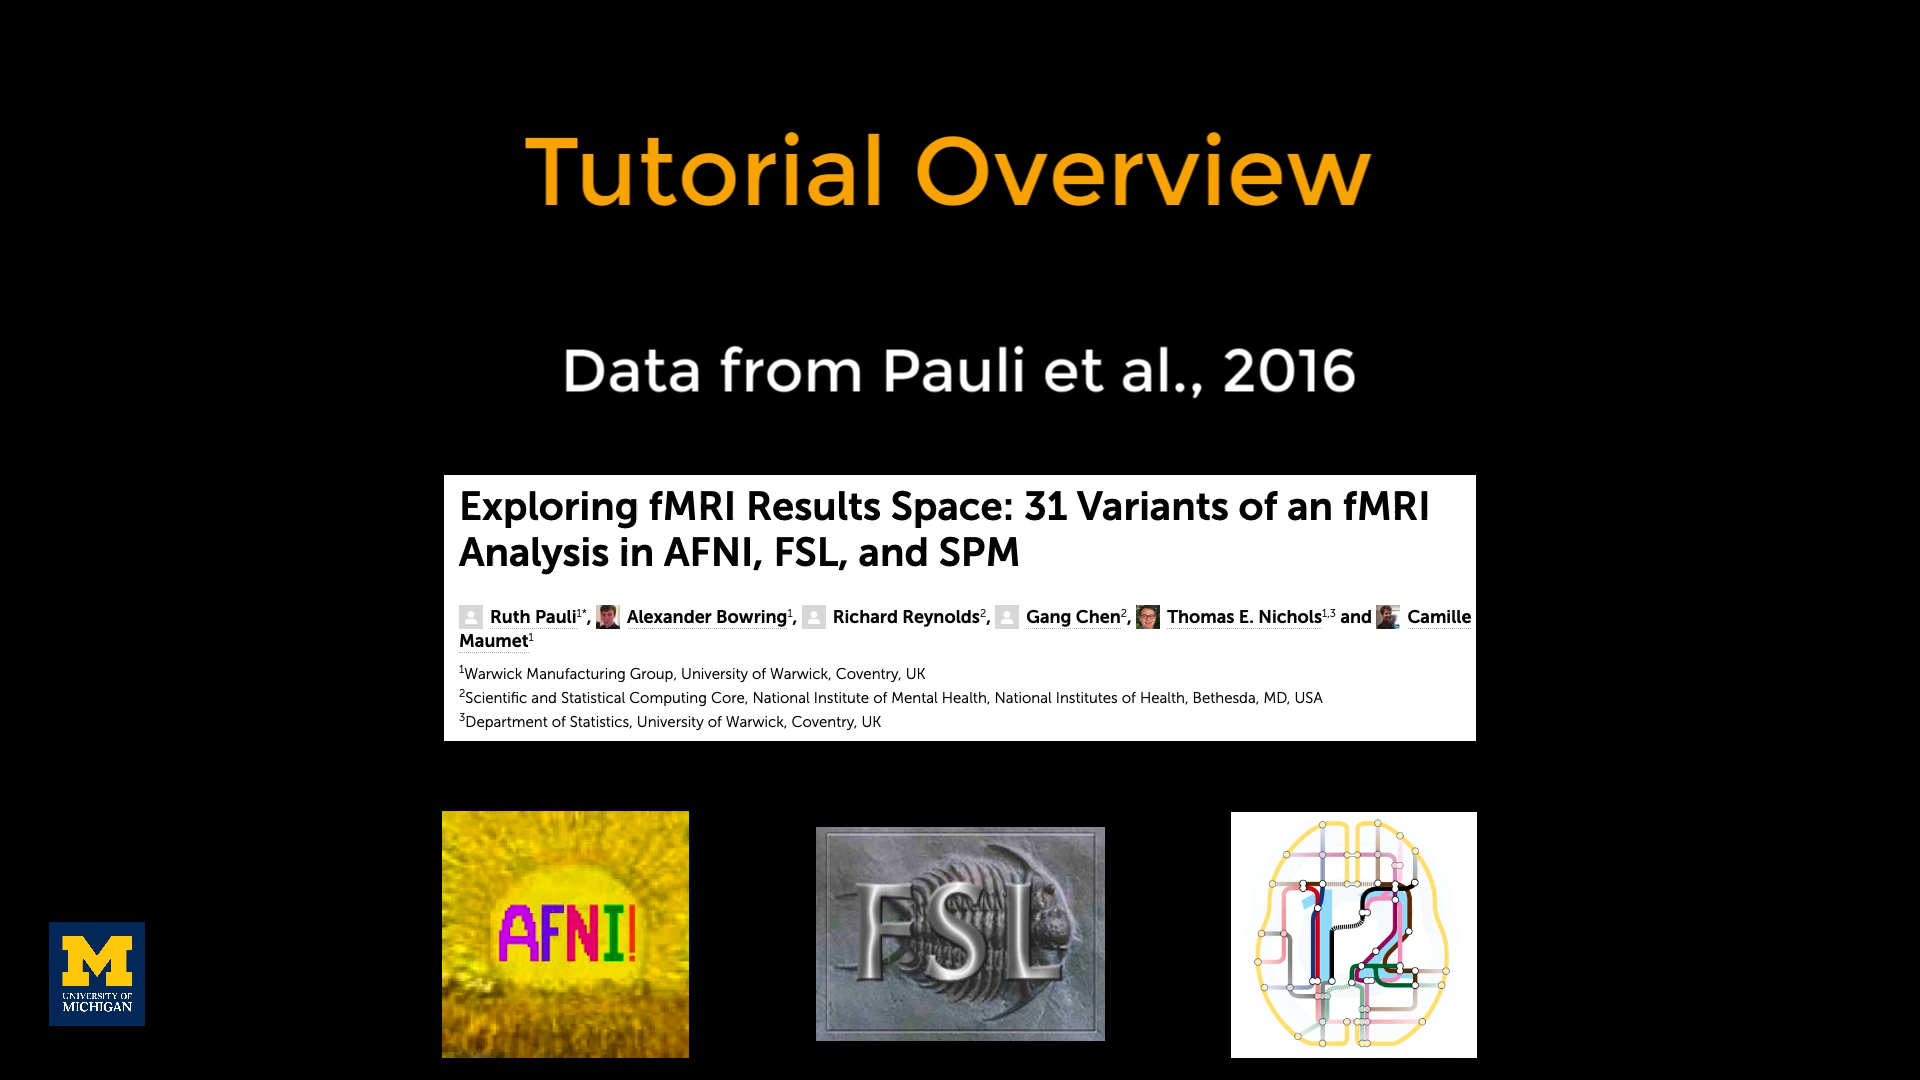 Tutorial Overview
Data from Pauli et al., 2016
Exploring fMRI Results Space: 31 Variants of an fMRI
Analysis in AFNI, FSL, and SPM
Ruth Pauli1*, Alexander Bowring1, Richard Reynolds2, Gang Chen2, Thomas E. Nichols1,3 and Camille
Maumet1
1Warwick Manufacturing Group, University of Warwick, Coventry, UK
2Scientific and Statistical Computing Core, National Institute of Mental Health, National Institutes of Health, Bethesda, MD, USA
3Department of Statistics, University of Warwick, Coventry, UK
AFNI!
FSL
12
M
UNIVERSITY OF
MICHIGAN